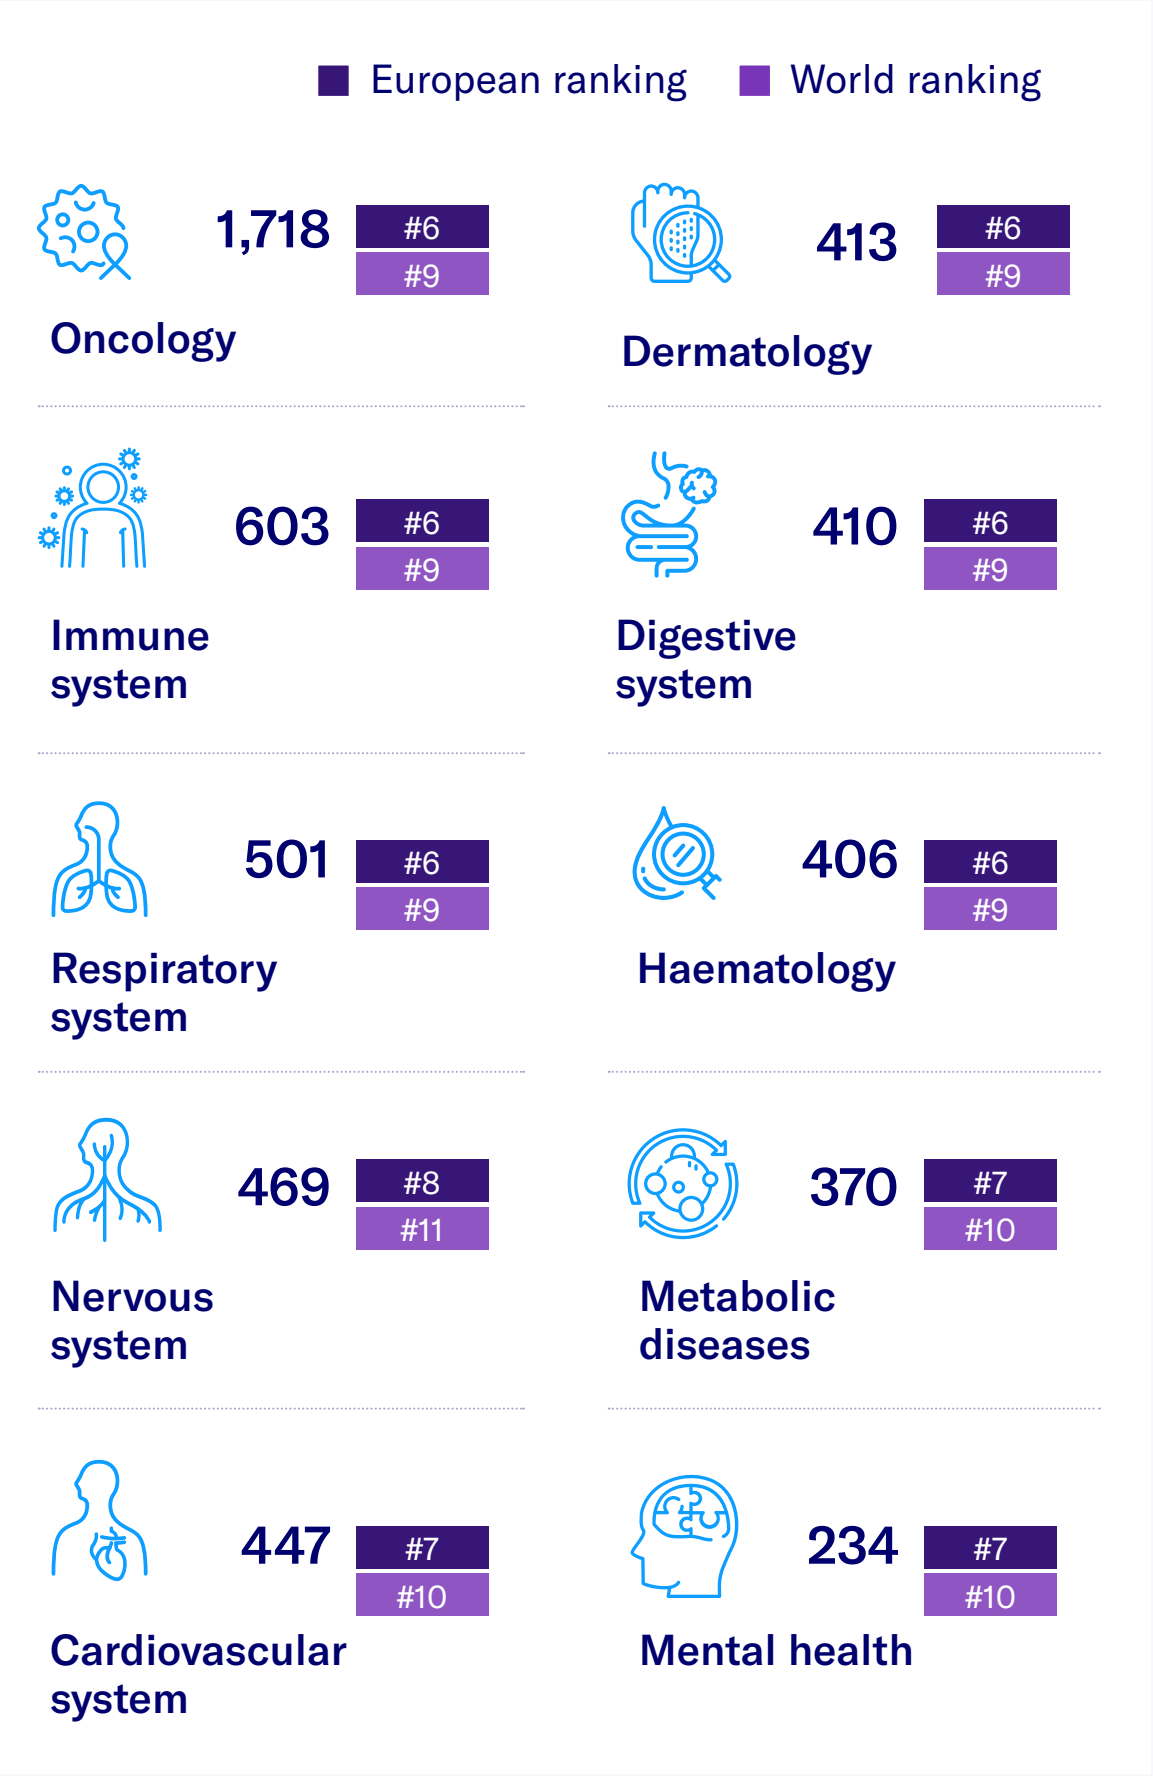 European ranking
World ranking
1,718
#6
#9
Oncology
413
#6
#9
Dermatology
603
#6
#9
Immune
system
410
#6
#9
Digestive
system
501
#6
#9
Respiratory
system
406
#6
#9
Haematology
469
#8
#11
Nervous
system
370
#7
#10
Metabolic
diseases
447
#7
#10
Cardiovascular
system
234
#7
#10
Mental health